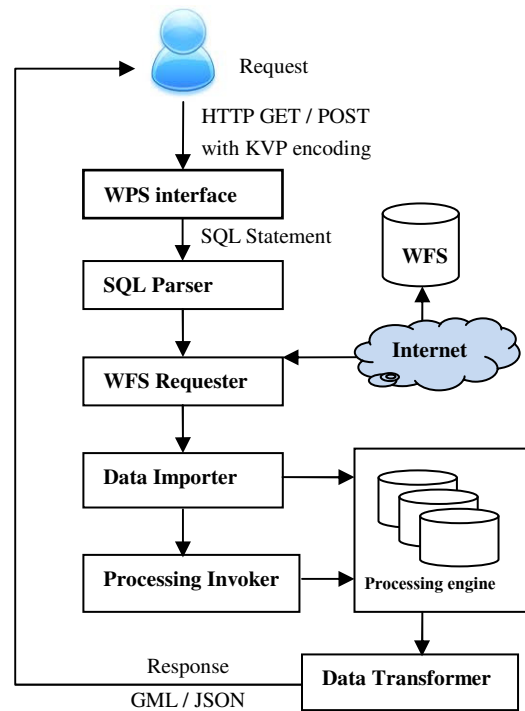 Request
HTTP GET / POST
with KVP encoding
WPS interface
SQL Statement
WFS
SQL Parser
Internet
WFS Requester
Data Importer
Processing Invoker
Processing engine
Response
Data Transformer
GML / JSON